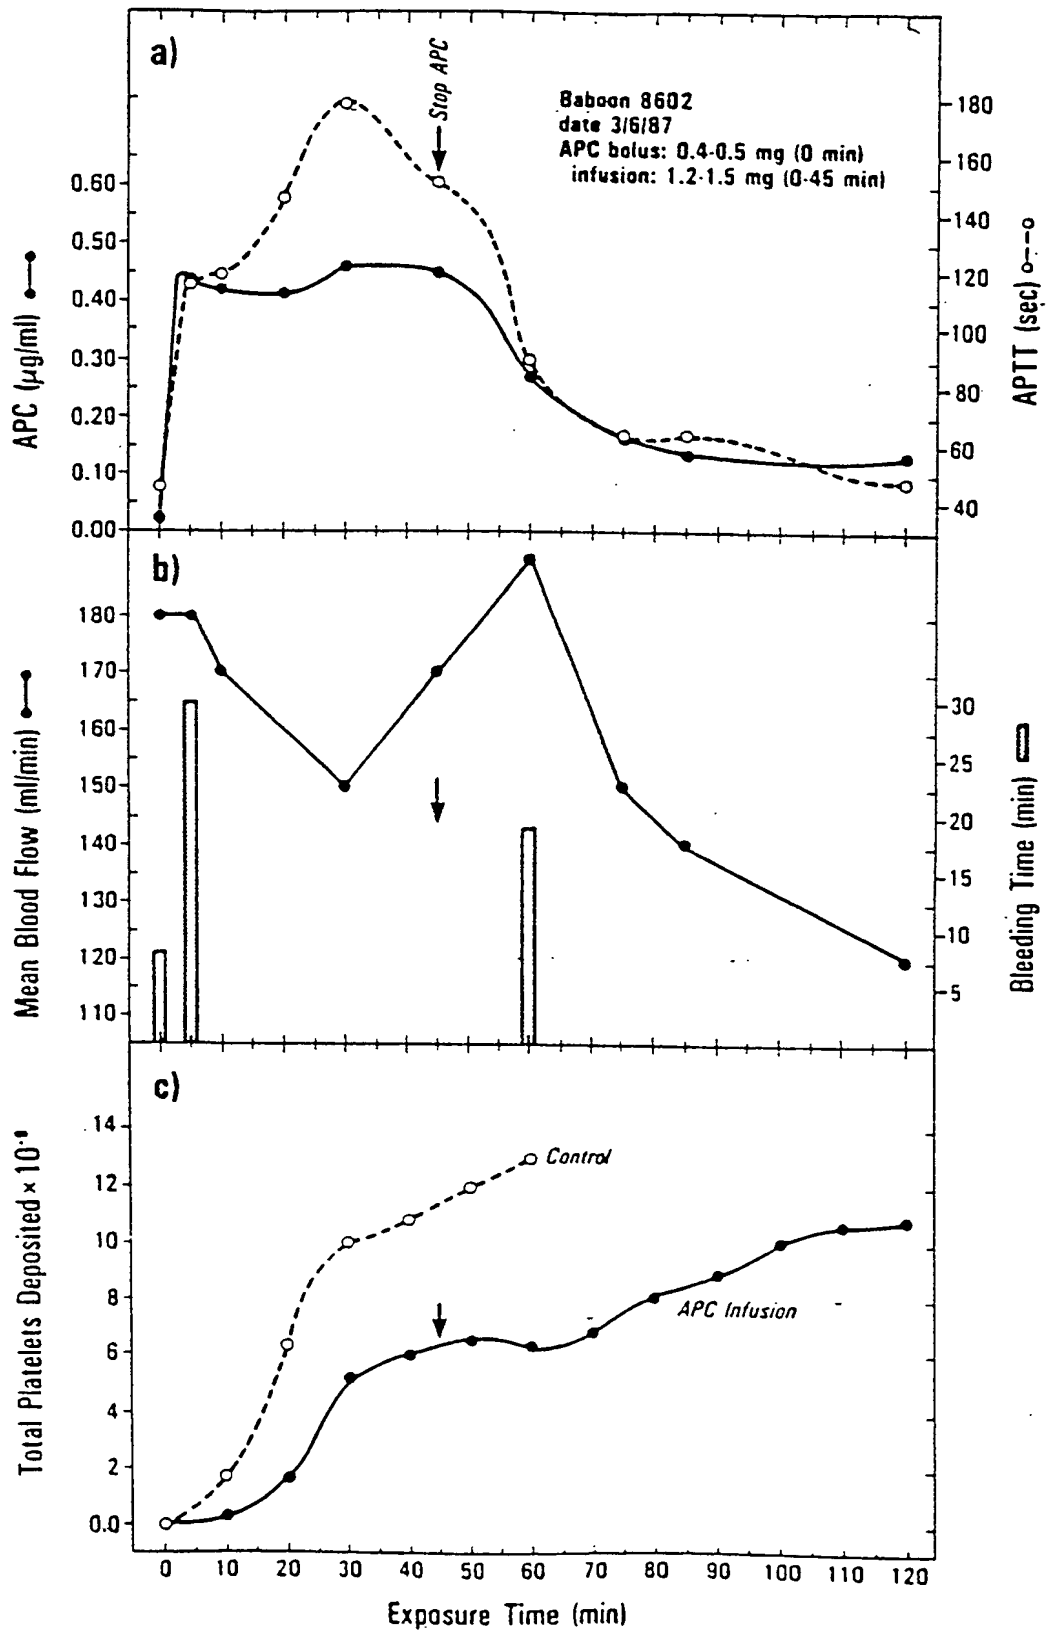 a)
Stop APC
Baboon 8602
date 3/6/87
APC bolus: 0.4-0.5 mg (0 min)
infusion: 1.2-1.5 mg (0-45 min)
APC (µg/ml)
0.60
0.50
0.40
0.30
0.20
0.10
0.00
180
160
140
120
100
80
60
40
APTT (sec)
b)
Mean Blood Flow (ml/min)
180
170
160
150
140
130
120
110
30
25
20
15
10
5
Bleeding Time (min)
c)
Total Platelets Deposited ×
14
12
10
8
6
4
2
0.0
Control
APC Infusion
0 10 20 30 40 50 60 70 80 90 100 110 120
Exposure Time (min)